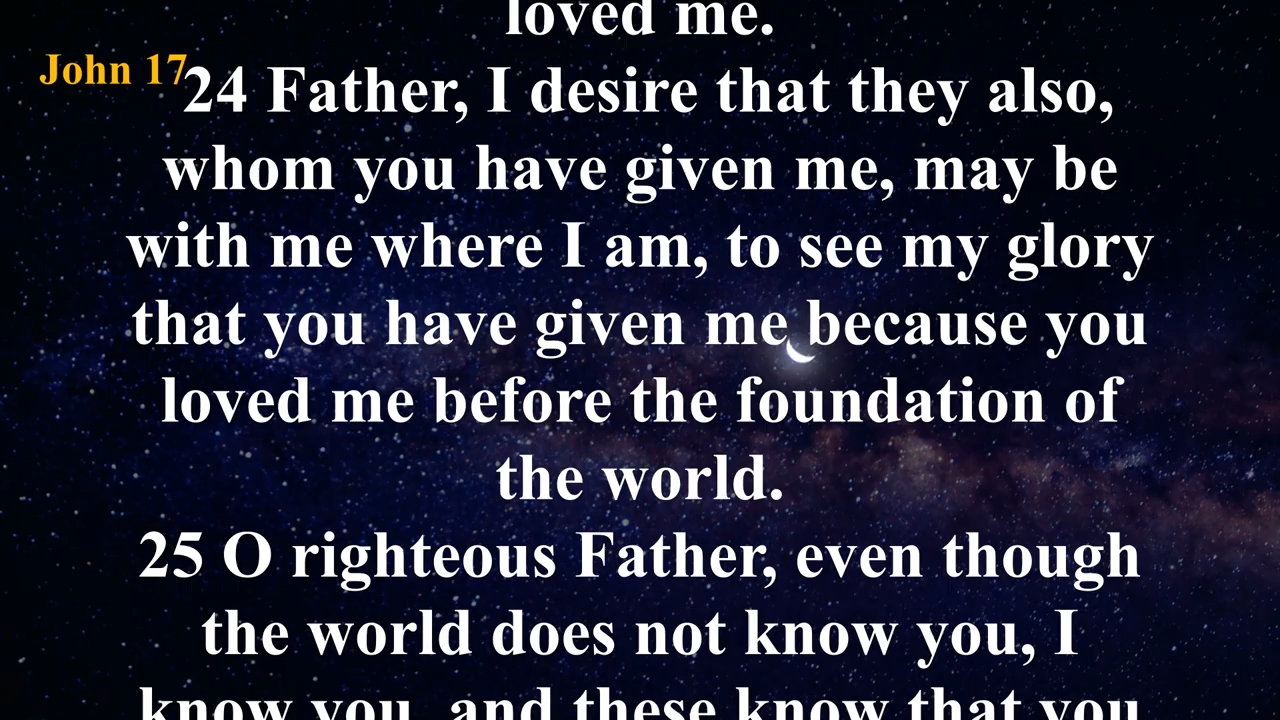 loved me.
John 17
24 Father, I desire that they also,
whom you have given me, may be
with me where I am, to see my glory
that you have given me because you
loved me before the foundation of
the world.
25 O righteous Father, even though
the world does not know you, I
know you, and these know that you